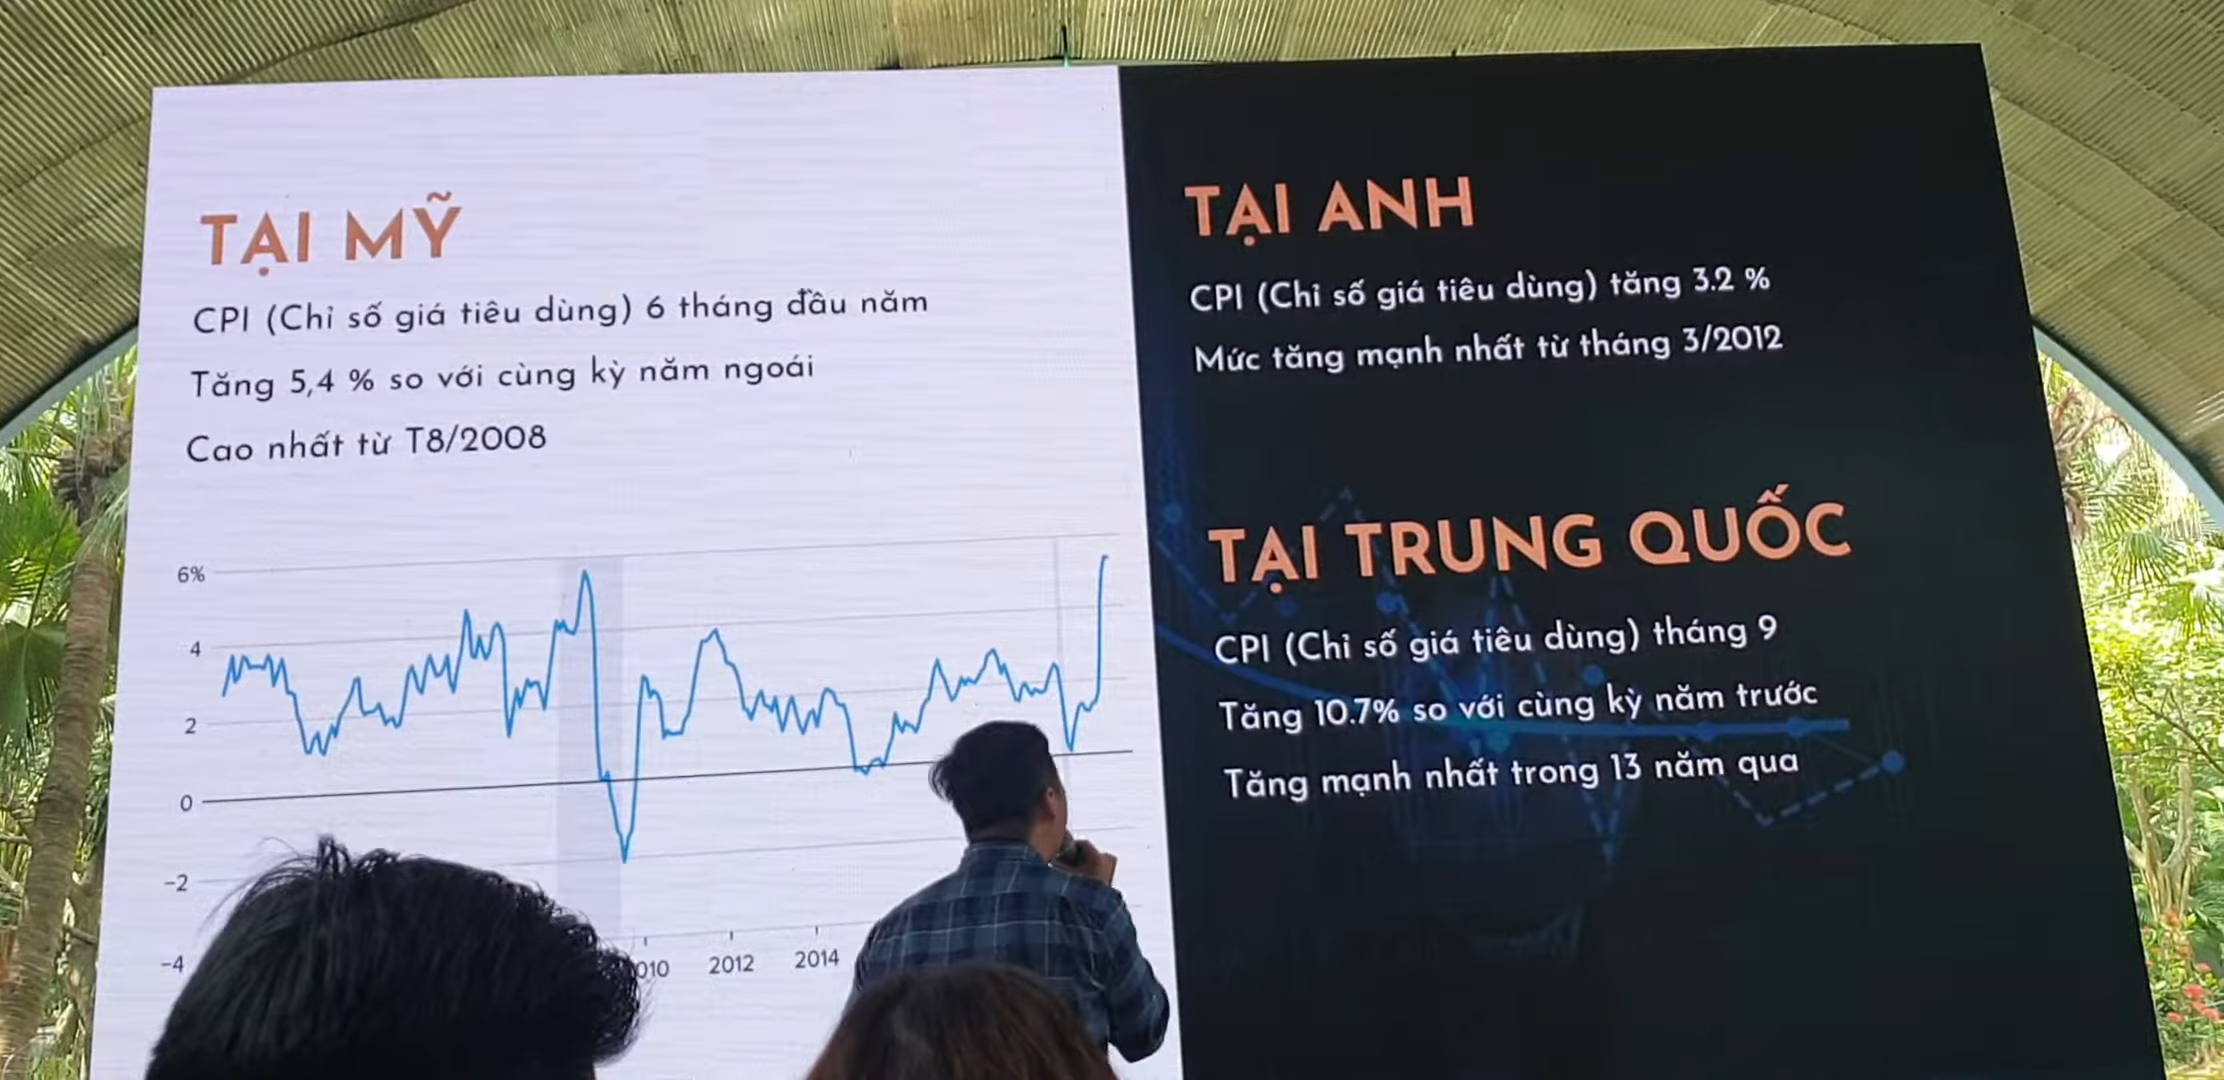 TẠI MỸ
CPI (Chỉ số giá tiêu dùng) 6 tháng đầu năm
Tăng 5,4 % so với cùng kỳ năm ngoái
Cao nhất từ T8/2008
6%
4
2
0
−2
−4
010
2012
2014
TẠI ANH
CPI (Chỉ số giá tiêu dùng) tăng 3.2 %
Mức tăng mạnh nhất từ tháng 3/2012
TẠI TRUNG QUỐC
CPI (Chỉ số giá tiêu dùng) tháng 9
Tăng 10.7% so với cùng kỳ năm trước
Tăng mạnh nhất trong 13 năm qua